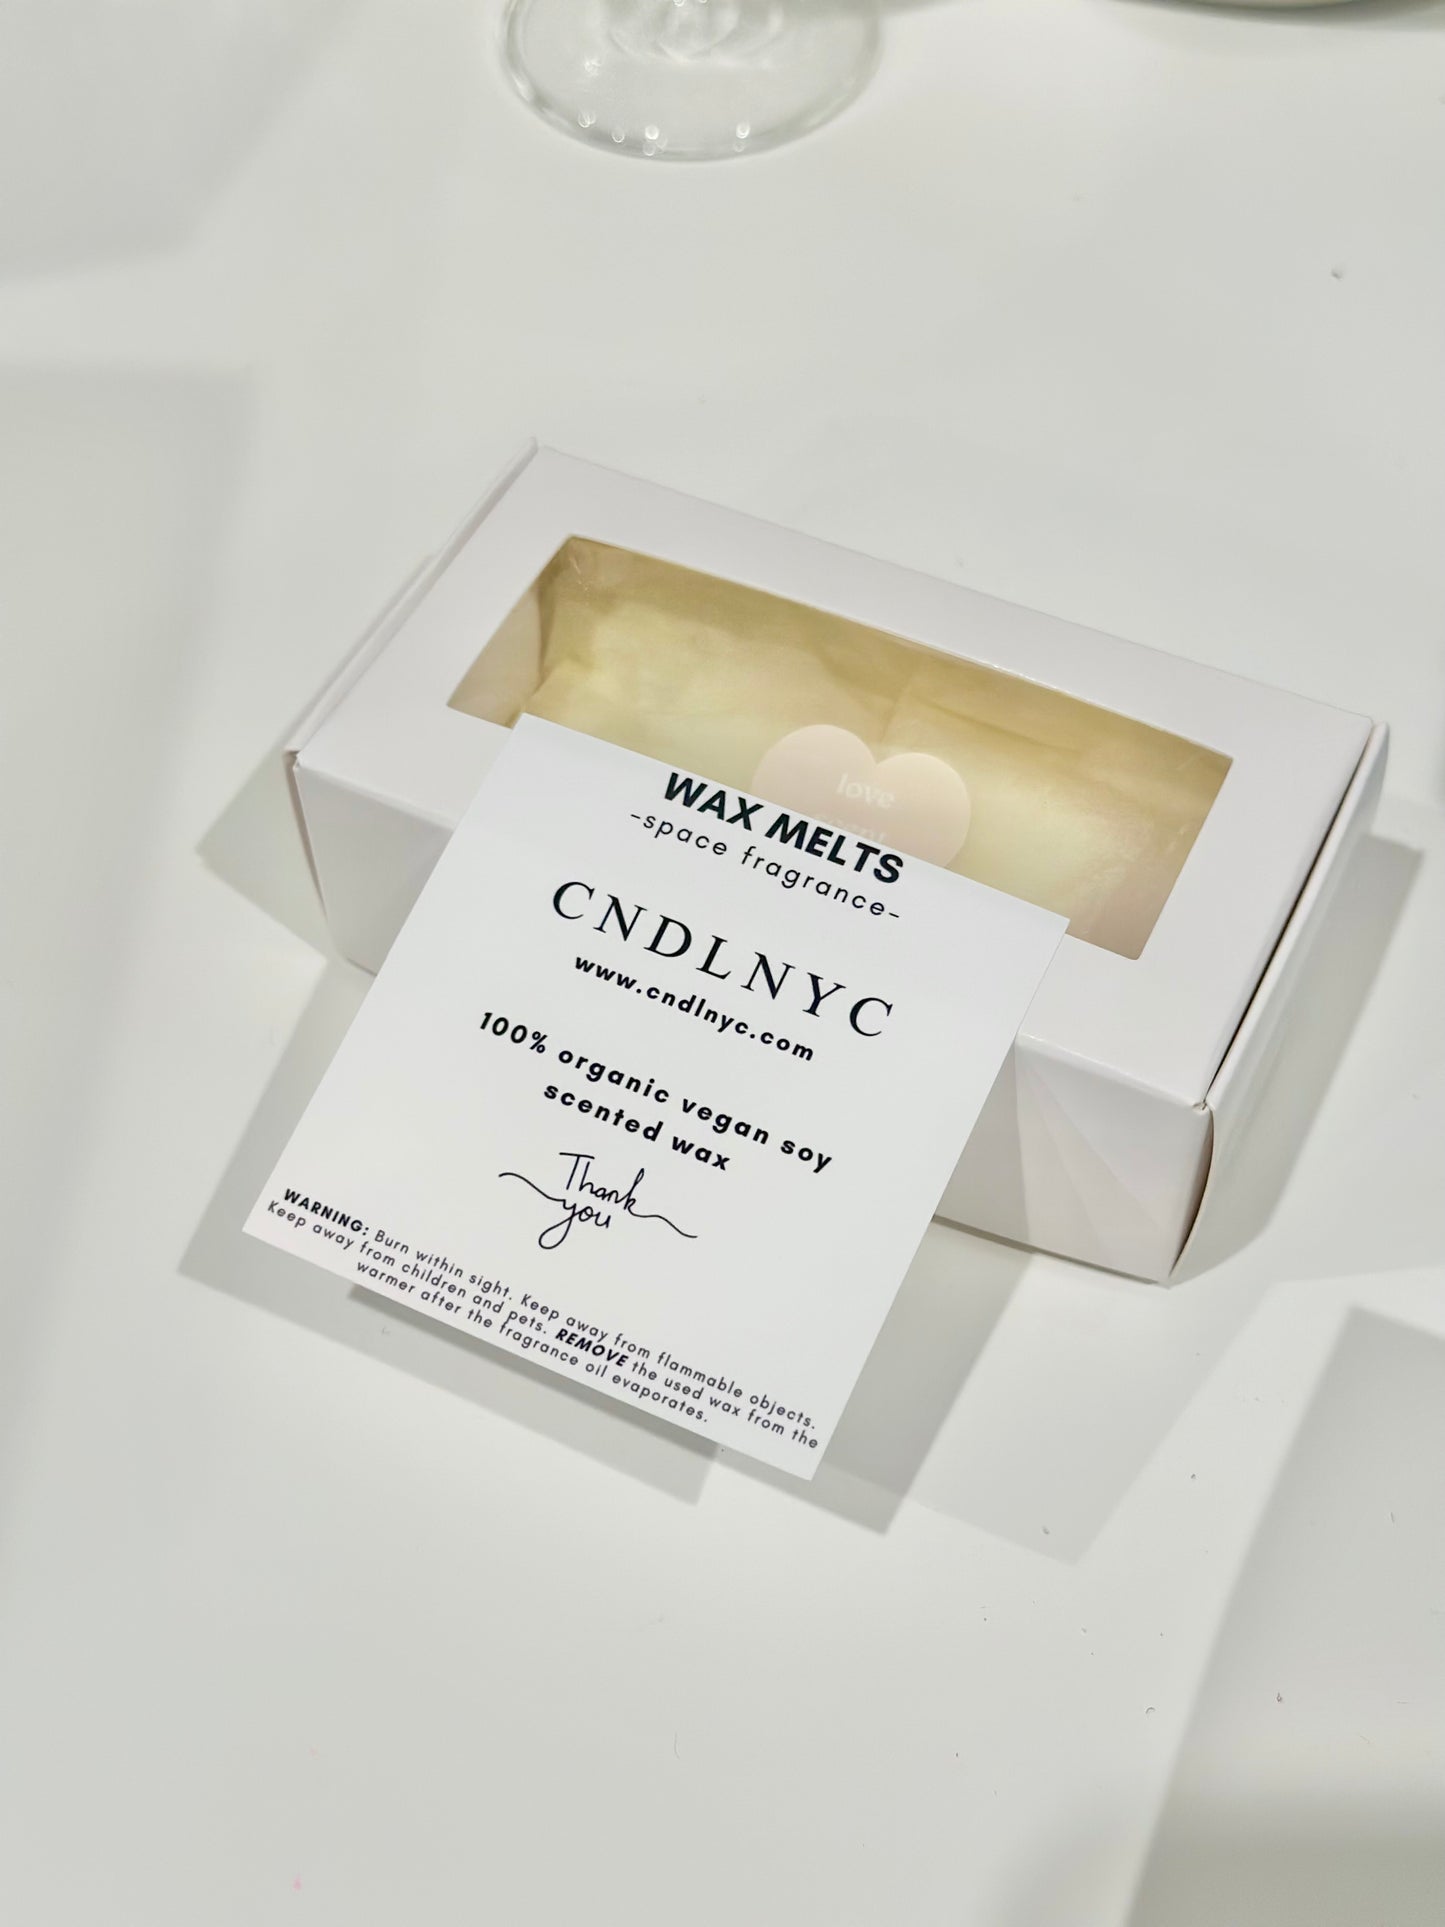 love
WAX MELTS
-space fragrance-
CNDLNYC
www.cndlnyc.com
100% organic vegan soy
scented wax
Thank
you
WARNING: Burn within sight. Keep away from flammable objects.
Keep away from children and pets. REMOVE the used wax from the
warmer after the fragrance oil evaporates.